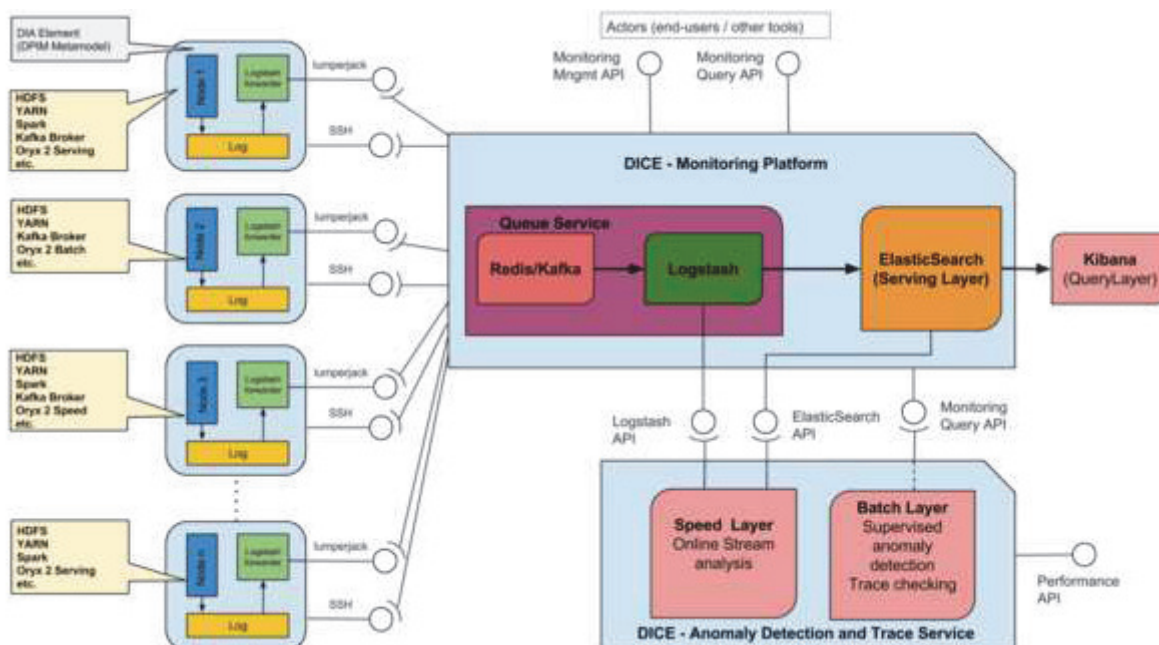 DIA Element
(DPIM Metamodel)
HDFS
YARN
Spark
Kafka Broker
Oryx 2 Serving
etc.
Node 1
Logstash
forwarder
Log
lumperjack
SSH
HDFS
YARN
Kafka Broker
Oryx 2 Batch
etc.
Node 2
Logstash
forwarder
Log
lumperjack
SSH
HDFS
YARN
Spark
Kafka Broker
Oryx 2 Speed
etc.
Node 3
Logstash
forwarder
Log
lumperjack
SSH
HDFS
YARN
Spark
Oryx 2 Serving
etc.
Node n
Logstash
forwarder
Log
lumperjack
SSH
Actors (end-users / other tools)
Monitoring
Mngmt API
Monitoring
Query API
DICE - Monitoring Platform
Queue Service
Redis/Kafka
Logstash
ElasticSearch
(Serving Layer)
Kibana
(QueryLayer)
Logstash
API
ElasticSearch
API
Monitoring
Query API
Speed Layer
Online Stream
analysis
Batch Layer
Supervised
anomaly
detection
Trace checking
Performance
API
DICE - Anomaly Detection and Trace Service